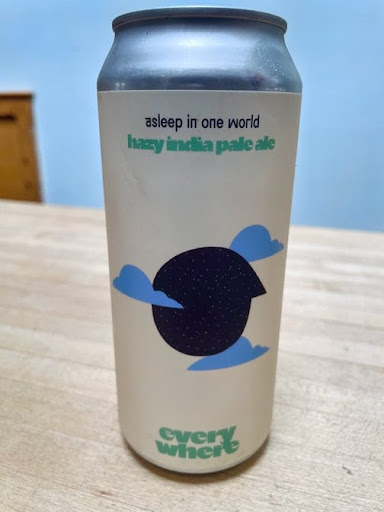 asleep in one world
hazy india pale ale
every
where